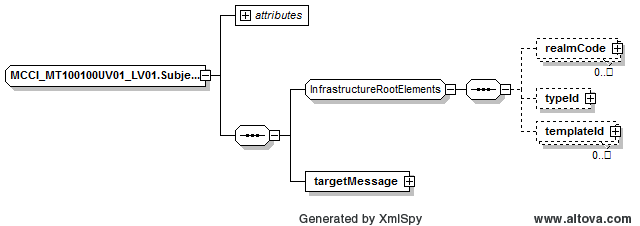 attributes
MCCI_MT100100UV01_LV01.Subje...
realmCode
0..
InfrastructureRootElements
typeId
templateId
0..
targetMessage
Generated by XmlSpy
www.altova.com